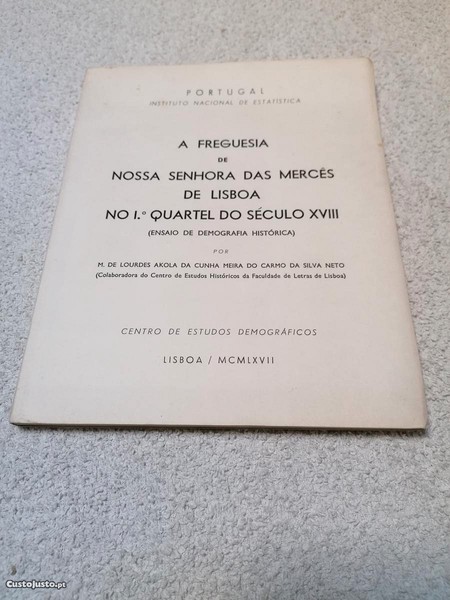 PORTUGAL
INSTITUTO NACIONAL DE ESTATÍSTICA
A FREGUESIA
DE
NOSSA SENHORA DAS MERCÊS
DE LISBOA
NO I.º QUARTEL DO SÉCULO XVIII
(ENSAIO DE DEMOGRAFIA HISTÓRICA)
POR
M. DE LOURDES AKOLA DA CUNHA MEIRA DO CARMO DA SILVA NETO
(Colaboradora do Centro de Estudos Históricos da Faculdade de Letras de Lisboa)
CENTRO DE ESTUDOS DEMOGRÁFICOS
LISBOA / MCMLXVII
CustoJusto.pt